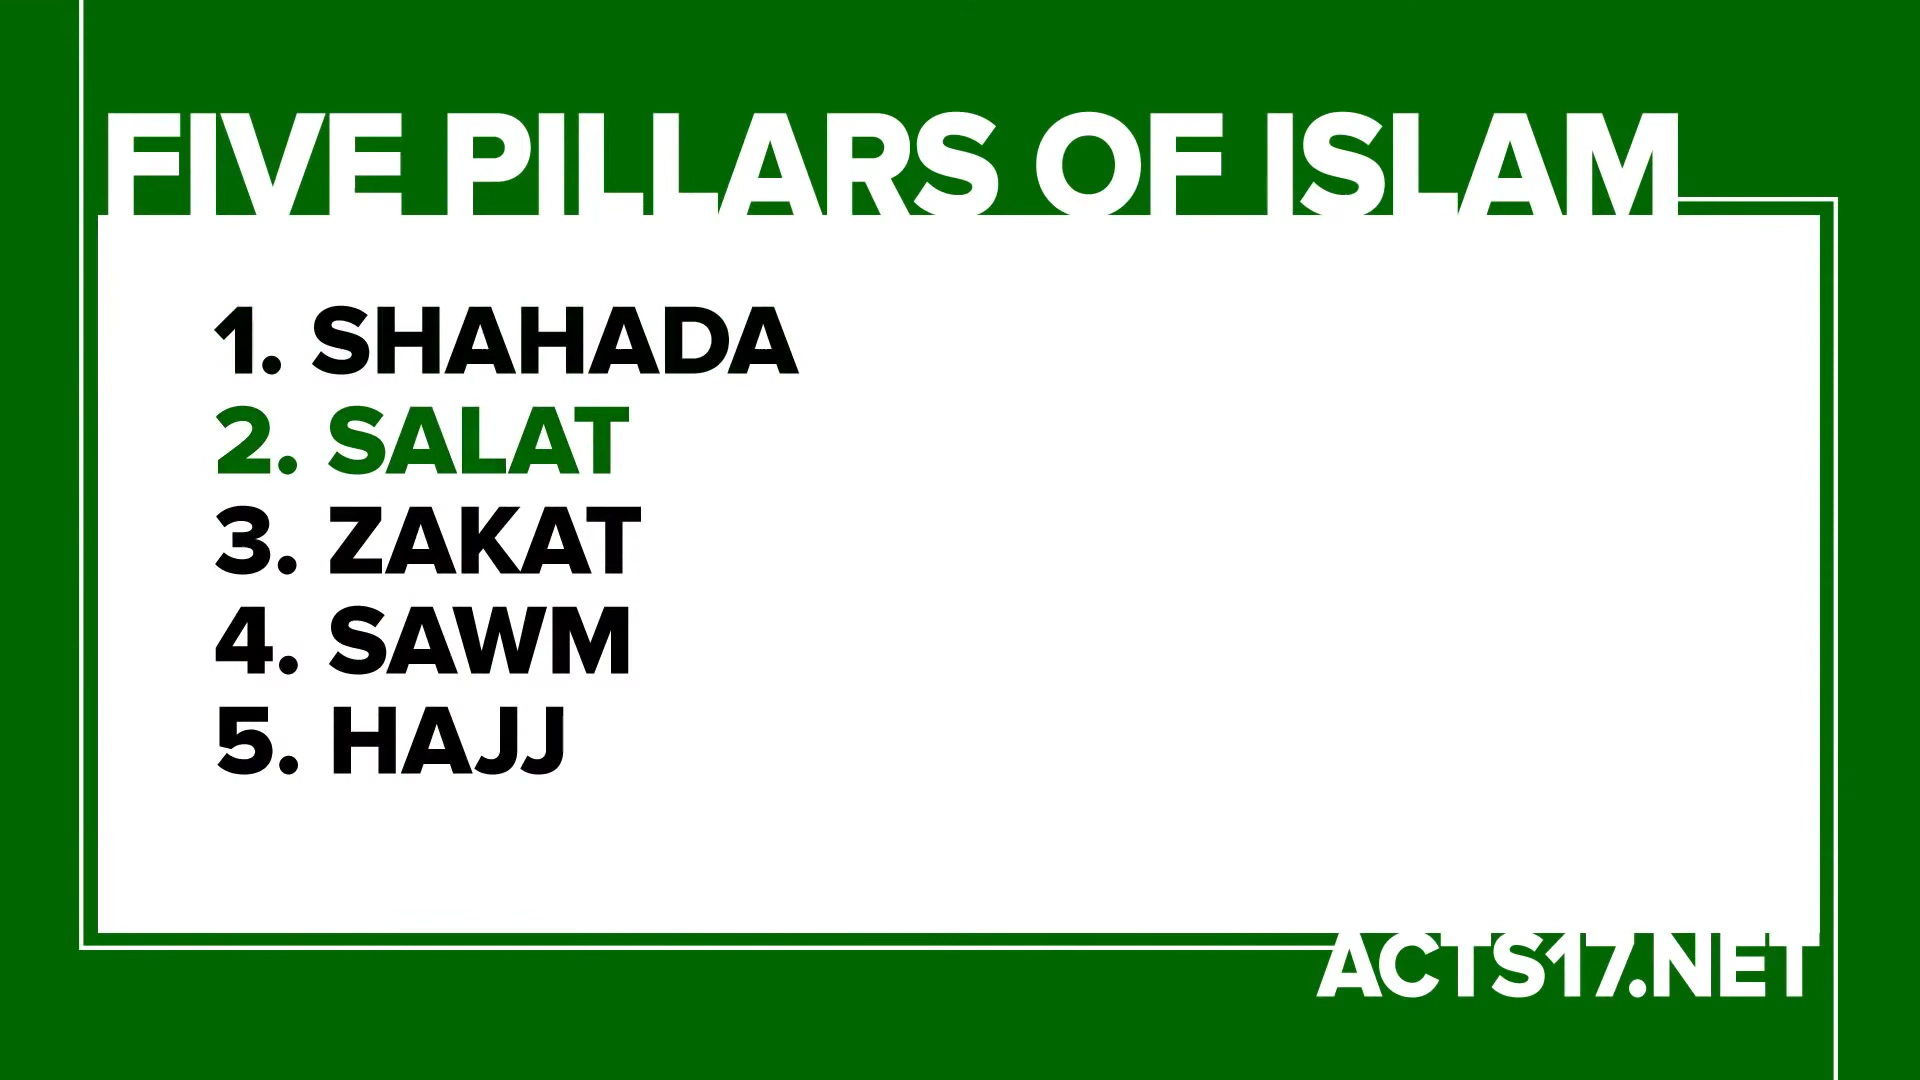 FIVE PILLARS OF ISLAM
1. SHAHADA
2. SALAT
3. ZAKAT
4. SAWM
5. HAJJ
ACTS17.NET